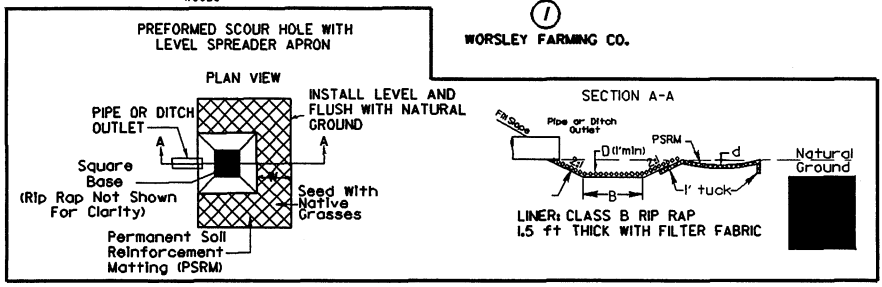 1
WORSLEY FARMING CO.
PREFORMED SCOUR HOLE WITH
LEVEL SPREADER APRON
PLAN VIEW
INSTALL LEVEL AND
FLUSH WITH NATURAL
GROUND
PIPE OR DITCH
OUTLET
A
A
Square
Base
(Rip Rap Not Shown
For Clarity)
Seed With
Native
Grasses
Permanent Soil
Reinforcement
Matting (PSRM)
SECTION A-A
Fill Slope
Pipe or Ditch
Outlet
D (1'min)
PSRM
d
Natural
Ground
B
1' tuck
LINER: CLASS B RIP RAP
1.5 ft THICK WITH FILTER FABRIC